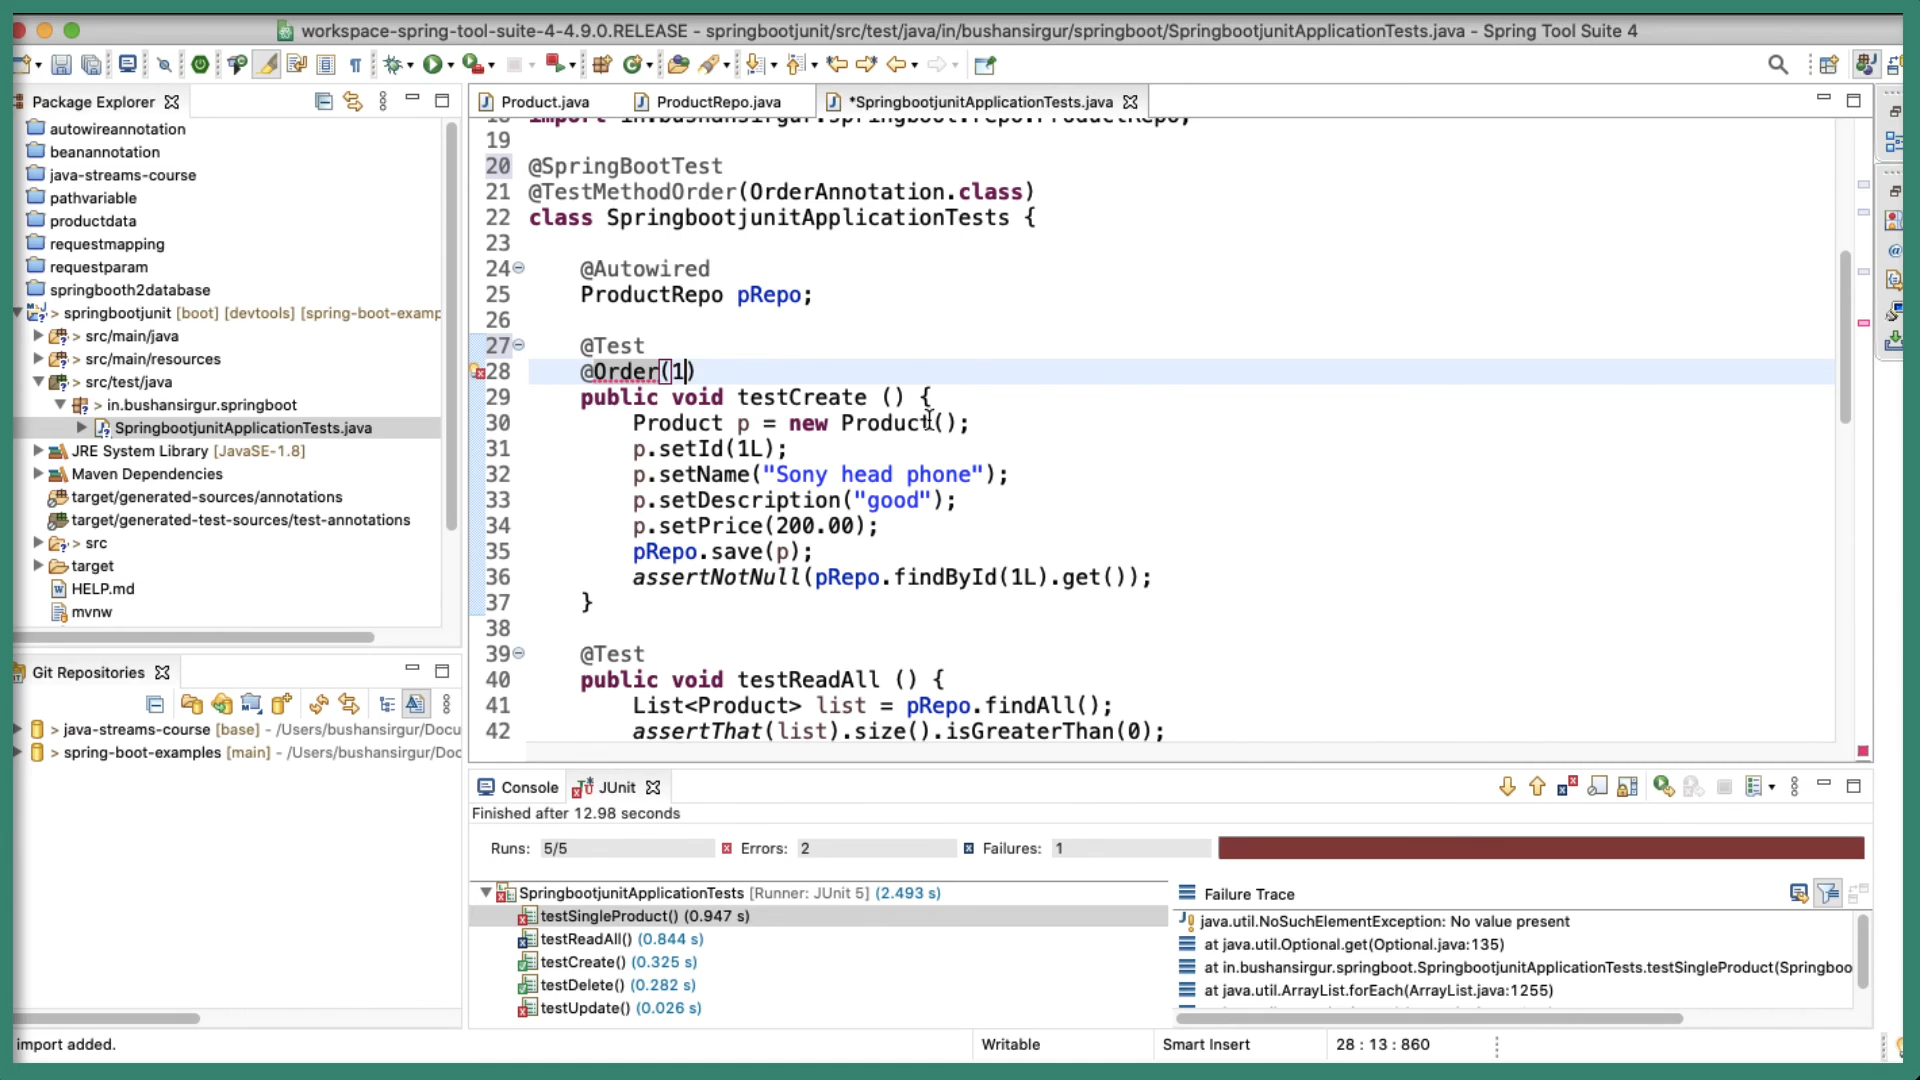 workspace-spring-tool-suite-4-4.9.0.RELEASE - springbootjunit/src/test/java/in/bushansirgur/springboot/SpringbootjunitApplicationTests.java - Spring Tool Suite 4
Package Explorer
autowireannotation
beanannotation
java-streams-course
pathvariable
productdata
requestmapping
requestparam
springbooth2database
> springbootjunit [boot] [devtools] [spring-boot-examp
> src/main/java
> src/main/resources
> src/test/java
> in.bushansirgur.springboot
SpringbootjunitApplicationTests.java
JRE System Library [JavaSE-1.8]
Maven Dependencies
target/generated-sources/annotations
target/generated-test-sources/test-annotations
> src
target
HELP.md
mvnw
Git Repositories
> java-streams-course [base] - /Users/bushansirgur/Docu
> spring-boot-examples [main] - /Users/bushansirgur/Doc
Product.java
ProductRepo.java
*SpringbootjunitApplicationTests.java
18 import in.bushansirgur.springboot.repo.ProductRepo;
19
20 @SpringBootTest
21 @TestMethodOrder(OrderAnnotation.class)
22 class SpringbootjunitApplicationTests {
23
24 @Autowired
25 ProductRepo pRepo;
26
27 @Test
28 @Order(1)
29 public void testCreate () {
30 Product p = new Product();
31 p.setId(1L);
32 p.setName("Sony head phone");
33 p.setDescription("good");
34 p.setPrice(200.00);
35 pRepo.save(p);
36 assertNotNull(pRepo.findById(1L).get());
37 }
38
39 @Test
40 public void testReadAll () {
41 List<Product> list = pRepo.findAll();
42 assertThat(list).size().isGreaterThan(0);
Console
JUnit
Finished after 12.98 seconds
Runs: 5/5
Errors: 2
Failures: 1
SpringbootjunitApplicationTests [Runner: JUnit 5] (2.493 s)
testSingleProduct() (0.947 s)
testReadAll() (0.844 s)
testCreate() (0.325 s)
testDelete() (0.282 s)
testUpdate() (0.026 s)
Failure Trace
java.util.NoSuchElementException: No value present
at java.util.Optional.get(Optional.java:135)
at in.bushansirgur.springboot.SpringbootjunitApplicationTests.testSingleProduct(Springboo
at java.util.ArrayList.forEach(ArrayList.java:1255)
import added.
Writable
Smart Insert
28 : 13 : 860